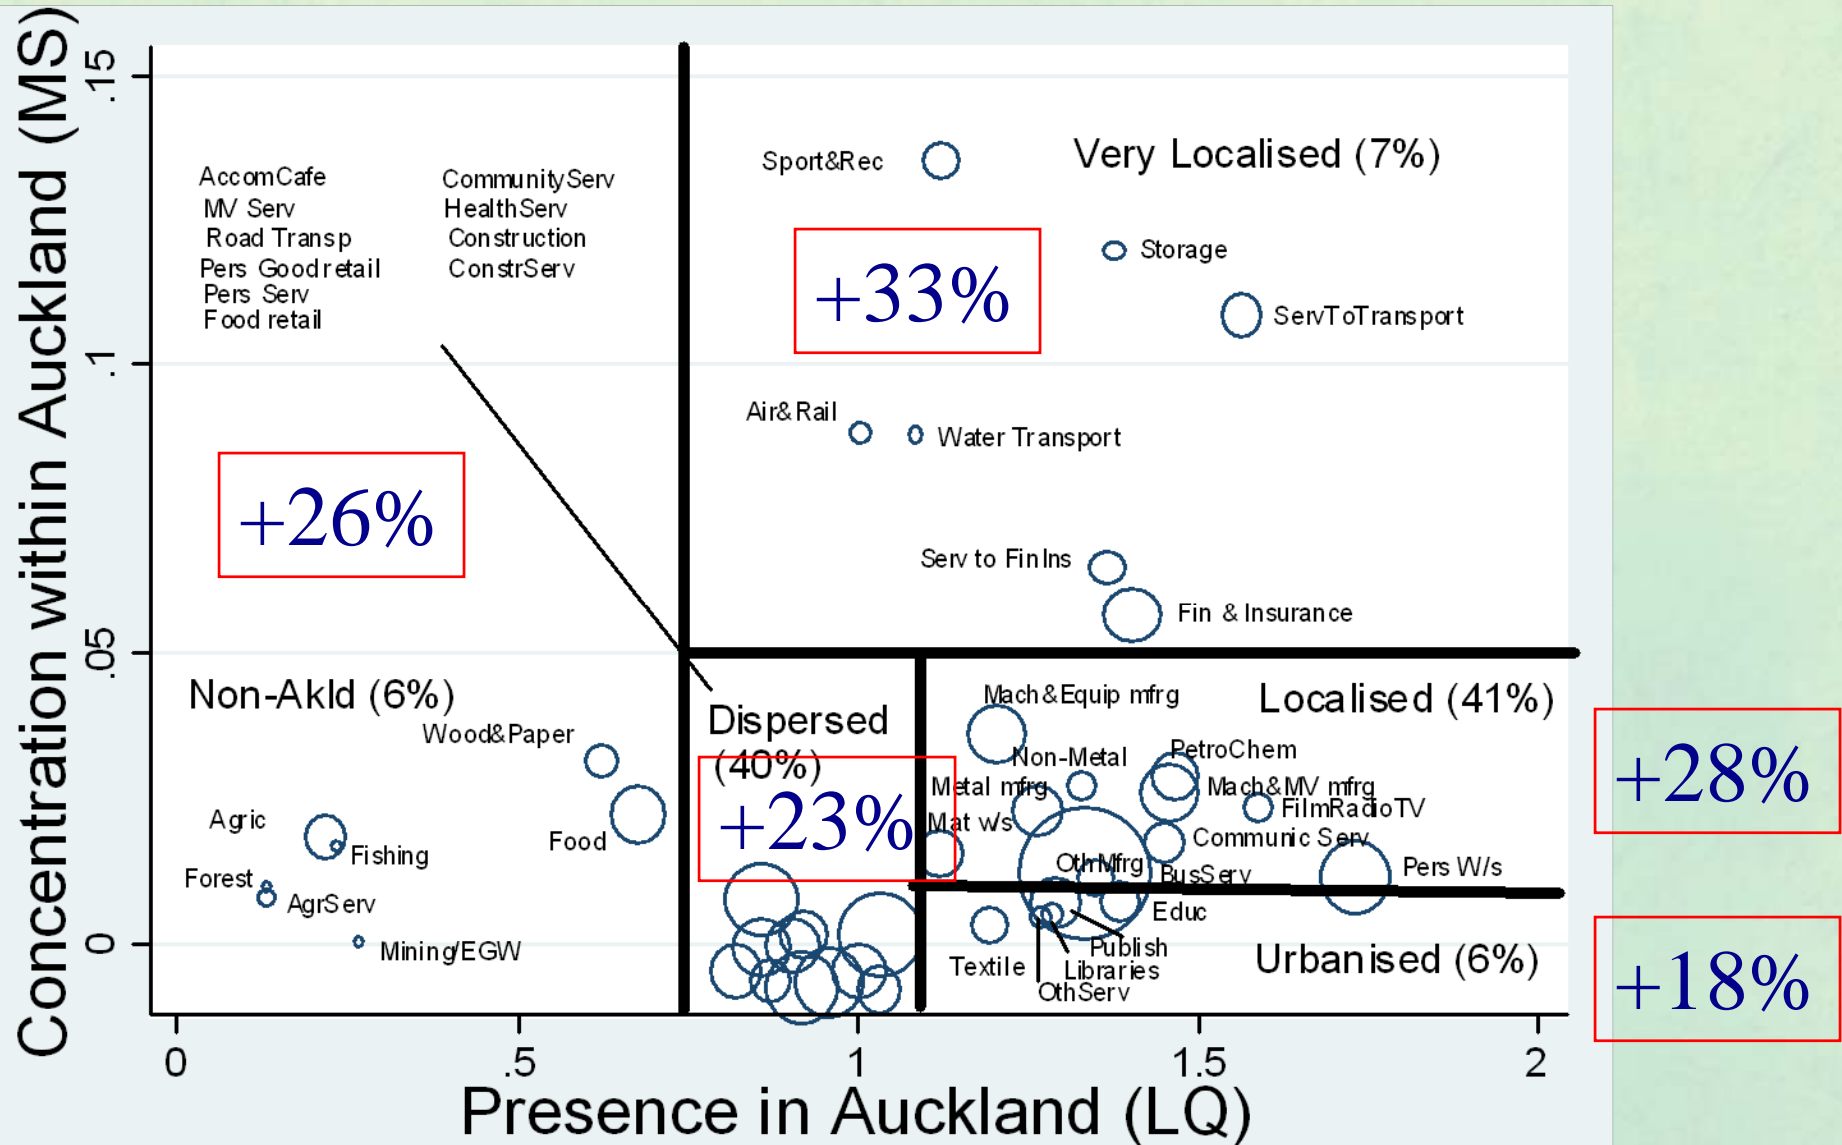 Concentration within Auckland (MS)
.15
.1
.05
0
AccomCafe
MV Serv
Road Transp
Pers Goodretail
Pers Serv
Food retail
CommunityServ
HealthServ
Construction
ConstrServ
Sport&Rec
Very Localised (7%)
+33%
Storage
ServToTransport
Air&Rail
Water Transport
+26%
Serv to FinIns
Fin & Insurance
Non-Akld (6%)
Wood&Paper
Agric
Food
Fishing
Forest
AgrServ
Mining/EGW
Dispersed
(40%)
+23%
Mach&Equip mfrg
Localised (41%)
Non-Metal
PetroChem
Metal mfrg
Mach&MV mfrg
FilmRadioTV
Mat w/s
Communic Serv
OthMfrg
BusServ
Pers W/s
+28%
Educ
Publish
Textile
Libraries
OthServ
Urbanised (6%)
+18%
0
.5
1
1.5
2
Presence in Auckland (LQ)